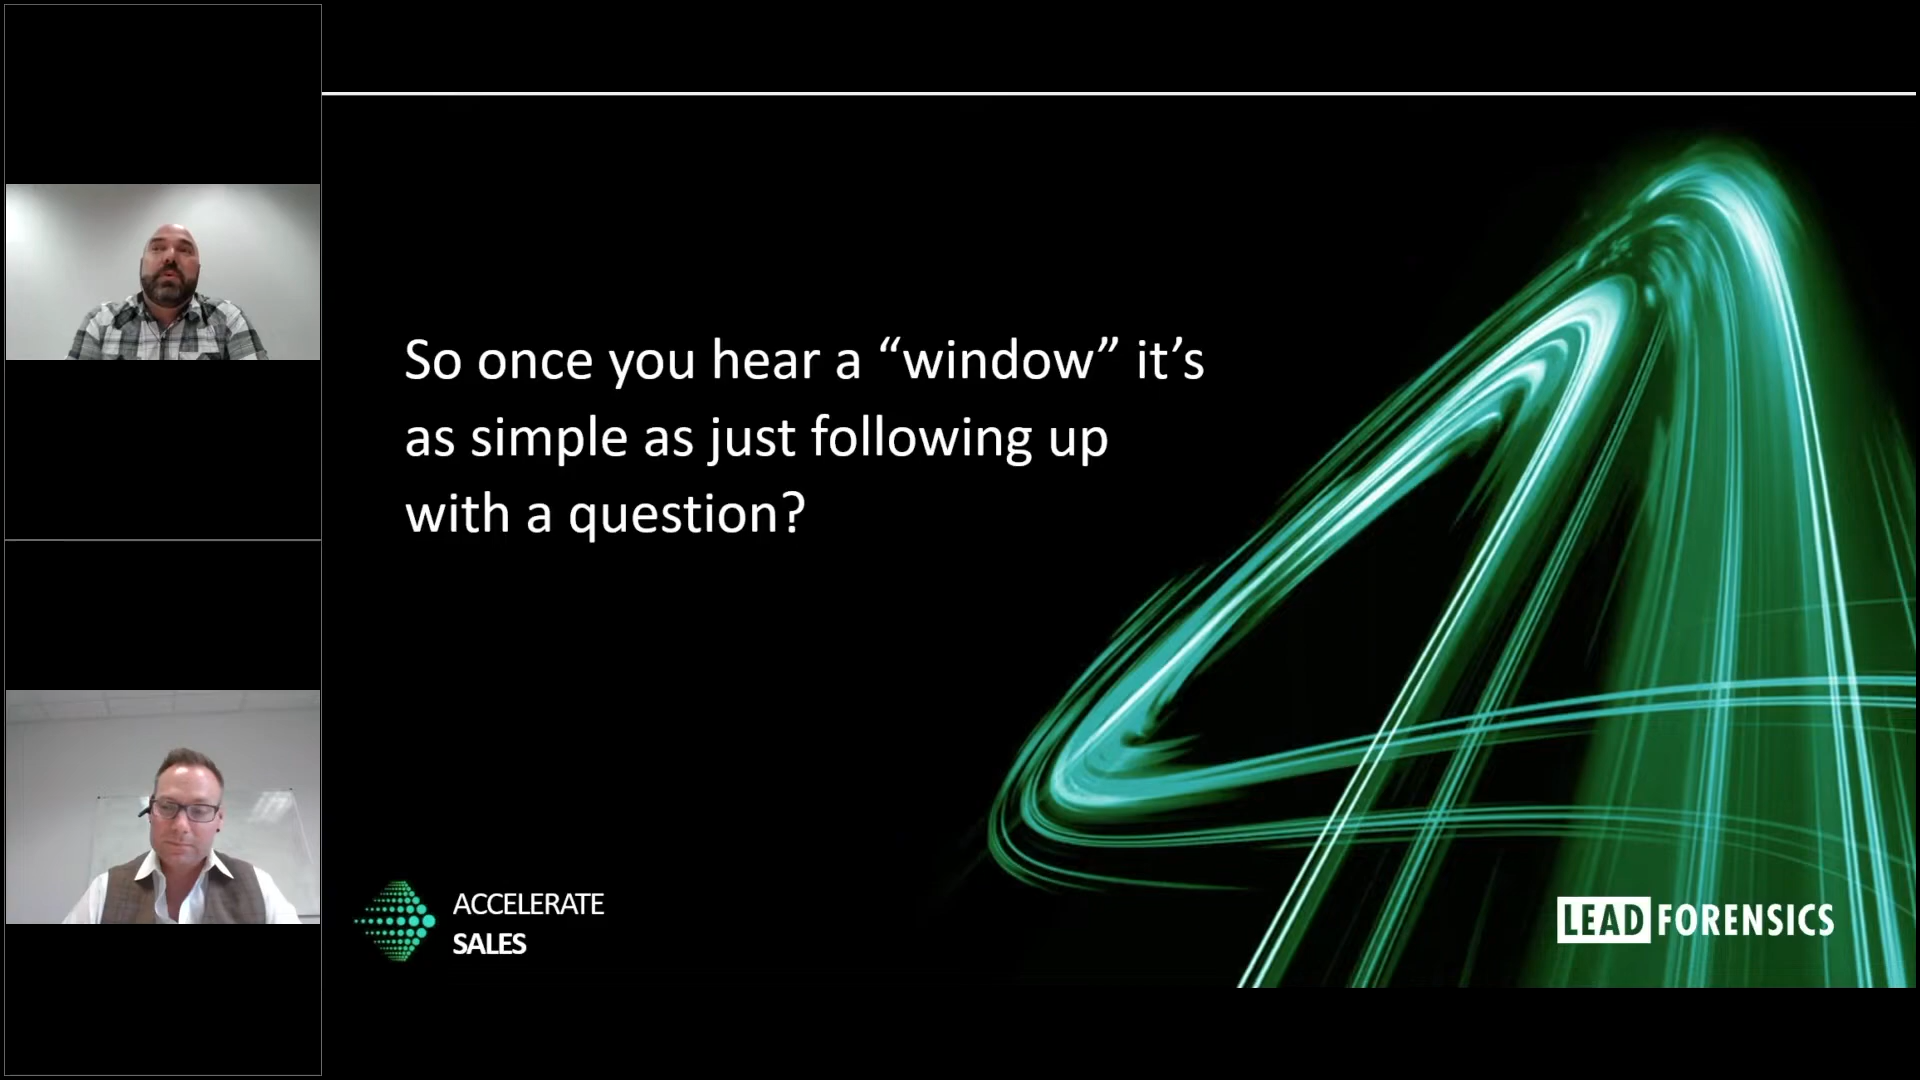 So once you hear a “window” it’s
as simple as just following up
with a question?
ACCELERATE
SALES
LEAD FORENSICS